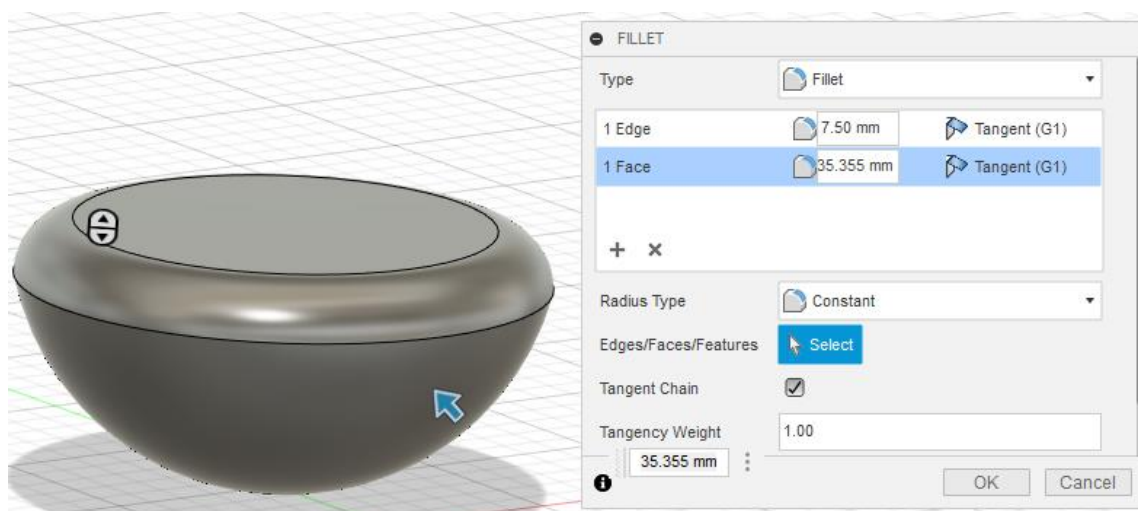 FILLET
Type Fillet
1 Edge 7.50 mm Tangent (G1)
1 Face 35.355 mm Tangent (G1)
Radius Type Constant
Edges/Faces/Features Select
Tangent Chain
Tangency Weight 1.00
35.355 mm
OK Cancel